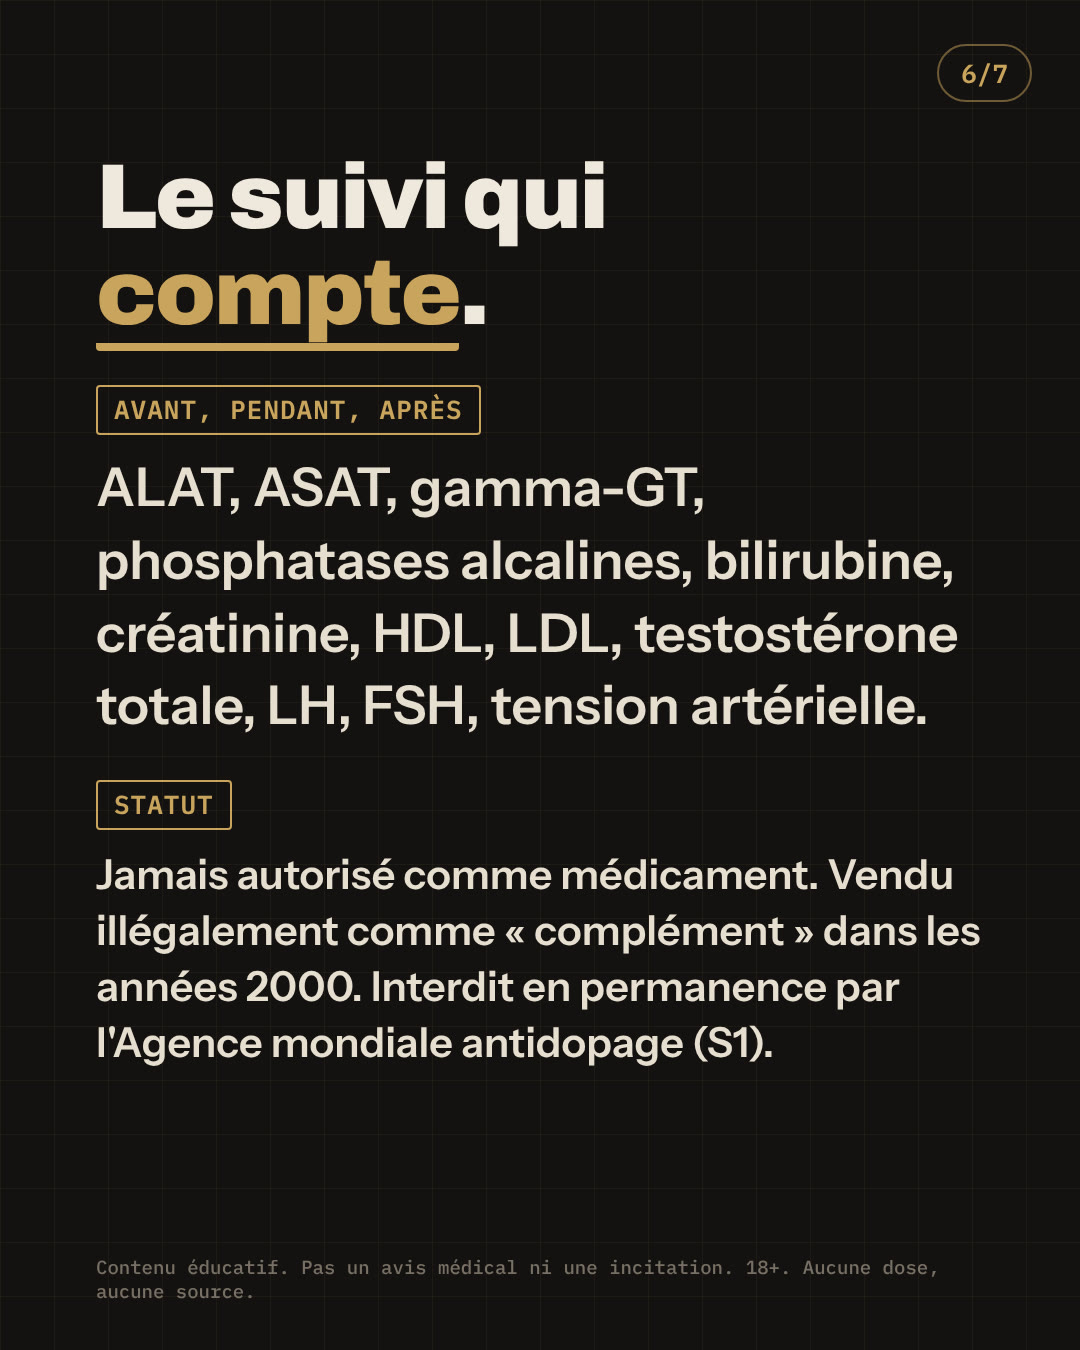 6/7
Le suivi qui
compte.
AVANT, PENDANT, APRÈS
ALAT, ASAT, gamma-GT,
phosphatases alcalines, bilirubine,
créatinine, HDL, LDL, testostérone
totale, LH, FSH, tension artérielle.
STATUT
Jamais autorisé comme médicament. Vendu
illégalement comme « complément » dans les
années 2000. Interdit en permanence par
l'Agence mondiale antidopage (S1).
Contenu éducatif. Pas un avis médical ni une incitation. 18+. Aucune dose,
aucune source.